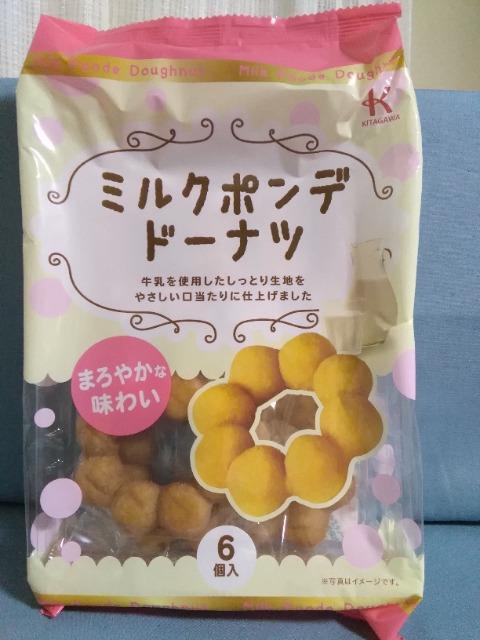 Milk Ponde Doughnut Milk Ponde Doughnut
K
KITAGAWA
ミルクポンデ
ドーナツ
牛乳を使用したしっとり生地を
やさしい口当たりに仕上げました
まろやかな
味わい
6
個入
※写真はイメージです。